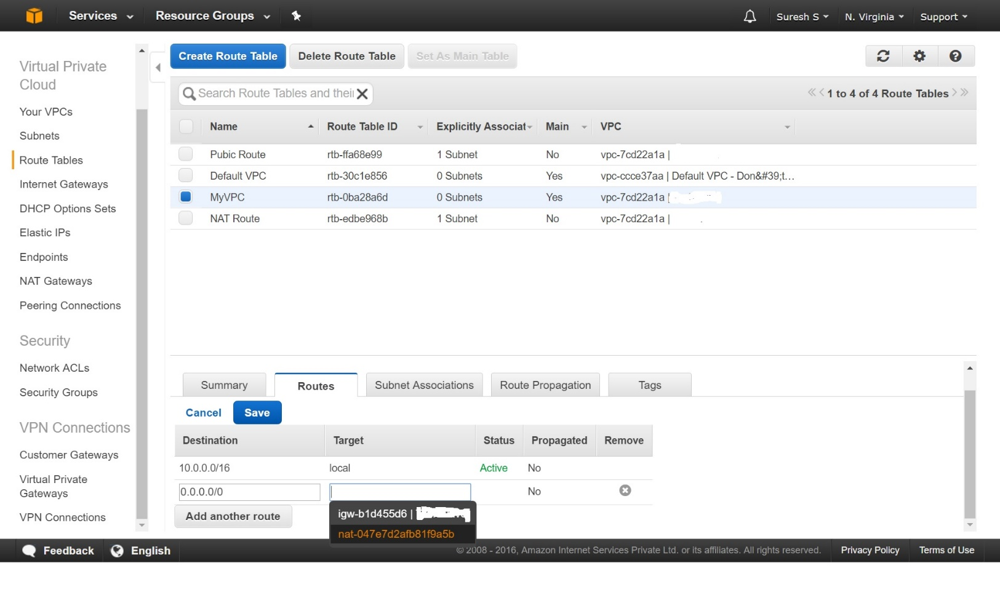 Services Resource Groups Suresh S N. Virginia Support
Virtual Private
Cloud
Your VPCs
Subnets
Route Tables
Internet Gateways
DHCP Options Sets
Elastic IPs
Endpoints
NAT Gateways
Peering Connections
Security
Network ACLs
Security Groups
VPN Connections
Customer Gateways
Virtual Private
Gateways
VPN Connections
Create Route Table Delete Route Table Set As Main Table
Search Route Tables and thei 1 to 4 of 4 Route Tables
Name Route Table ID Explicitly Associat Main VPC
Pubic Route rtb-ffa68e99 1 Subnet No vpc-7cd22a1a |
Default VPC rtb-30c1e856 0 Subnets Yes vpc-ccce37aa | Default VPC - Don&#39;t…
MyVPC rtb-0ba28a6d 0 Subnets Yes vpc-7cd22a1a |
NAT Route rtb-edbe968b 1 Subnet No vpc-7cd22a1a |
Summary Routes Subnet Associations Route Propagation Tags
Cancel Save
Destination Target Status Propagated Remove
10.0.0.0/16 local Active No
0.0.0.0/0 No
Add another route
igw-b1d455d6 |
nat-047e7d2afb81f9a5b
Feedback English © 2008 - 2016, Amazon Internet Services Private Ltd. or its affiliates. All rights reserved. Privacy Policy Terms of Use